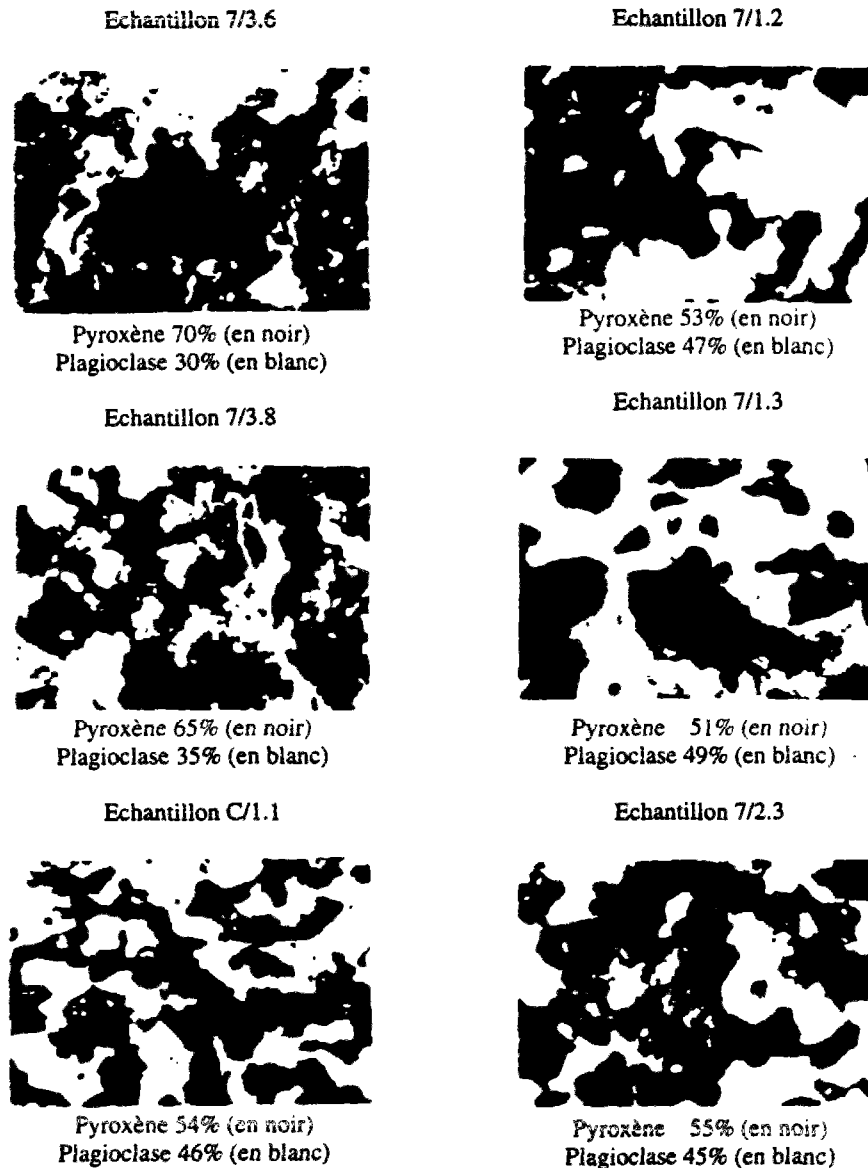 Echantillon 7/3.6
Pyroxène 70% (en noir)
Plagioclase 30% (en blanc)
Echantillon 7/1.2
Pyroxène 53% (en noir)
Plagioclase 47% (en blanc)
Echantillon 7/3.8
Pyroxène 65% (en noir)
Plagioclase 35% (en blanc)
Echantillon 7/1.3
Pyroxène 51% (en noir)
Plagioclase 49% (en blanc)
Echantillon C/1.1
Pyroxène 54% (en noir)
Plagioclase 46% (en blanc)
Echantillon 7/2.3
Pyroxène 55% (en noir)
Plagioclase 45% (en blanc)